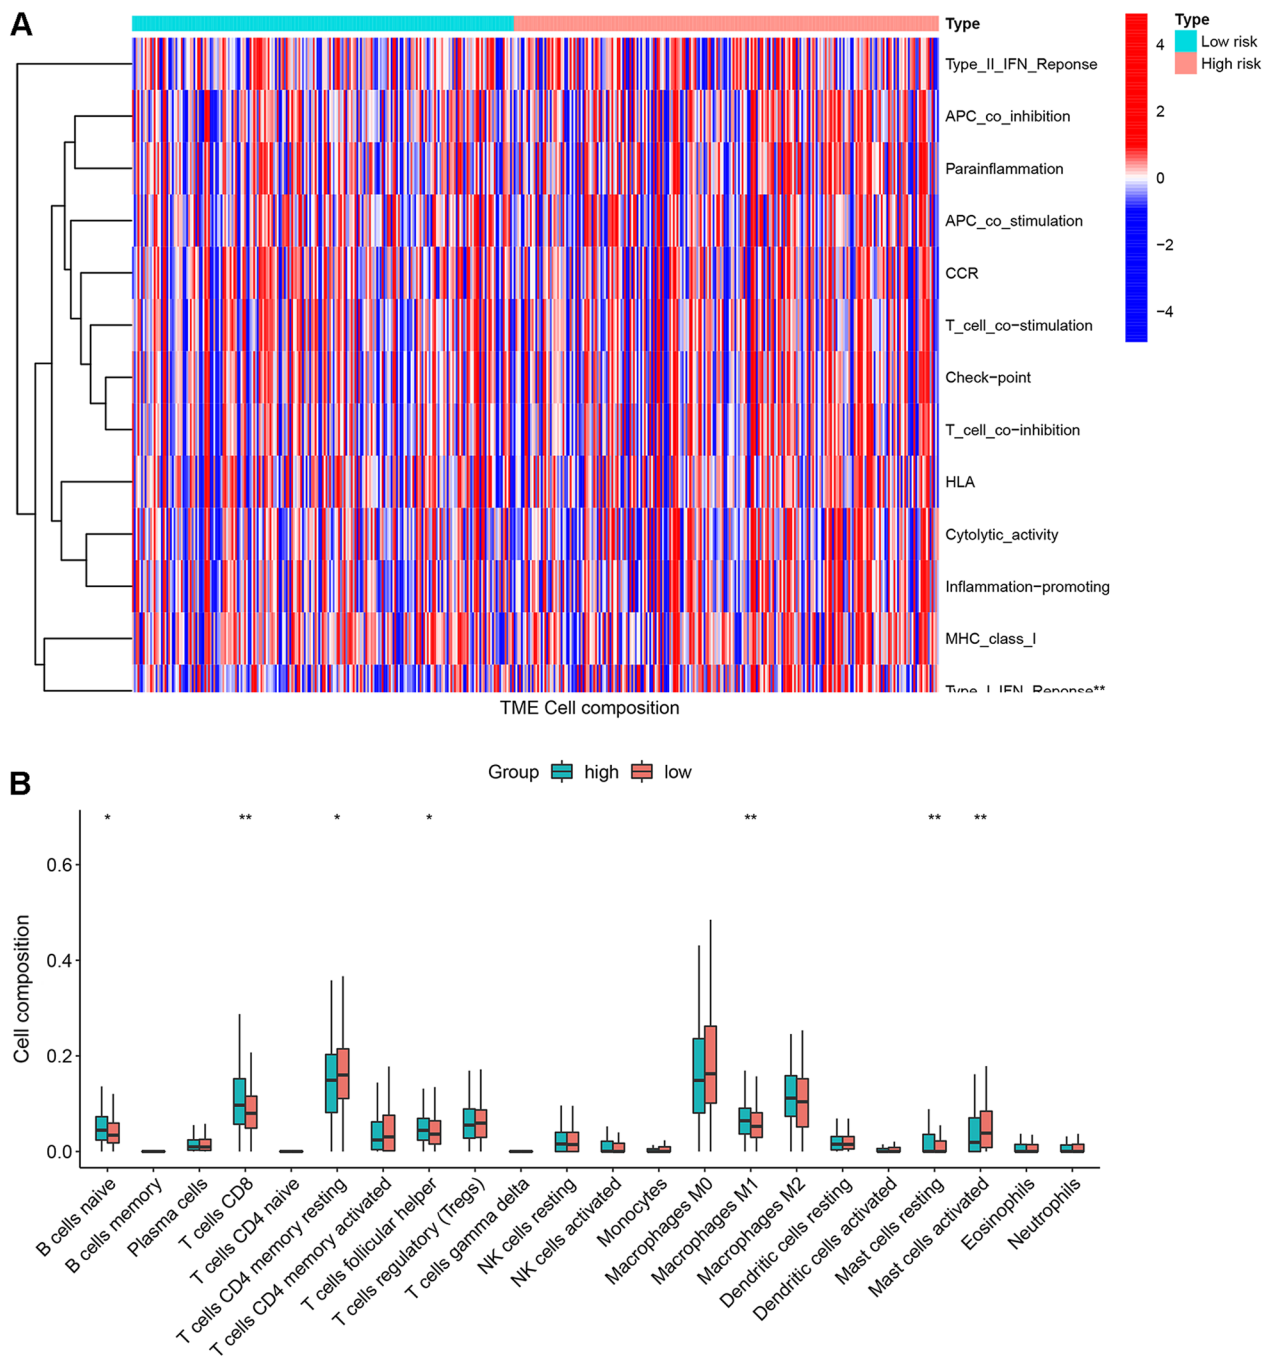 A
Type
Type_II_IFN_Reponse
APC_co_inhibition
Parainflammation
APC_co_stimulation
CCR
T_cell_co−stimulation
Check−point
T_cell_co−inhibition
HLA
Cytolytic_activity
Inflammation−promoting
MHC_class_I
Type_I_IFN_Reponse**
4
2
0
−2
−4
Type
Low risk
High risk
TME Cell composition
B
Group high low
* ** * * ** ** **
Cell composition
0.6
0.4
0.2
0.0
B cells naive
B cells memory
Plasma cells
T cells CD8
T cells CD4 naive
T cells CD4 memory resting
T cells CD4 memory activated
T cells follicular helper
T cells regulatory (Tregs)
T cells gamma delta
NK cells resting
NK cells activated
Monocytes
Macrophages M0
Macrophages M1
Macrophages M2
Dendritic cells resting
Dendritic cells activated
Mast cells resting
Mast cells activated
Eosinophils
Neutrophils